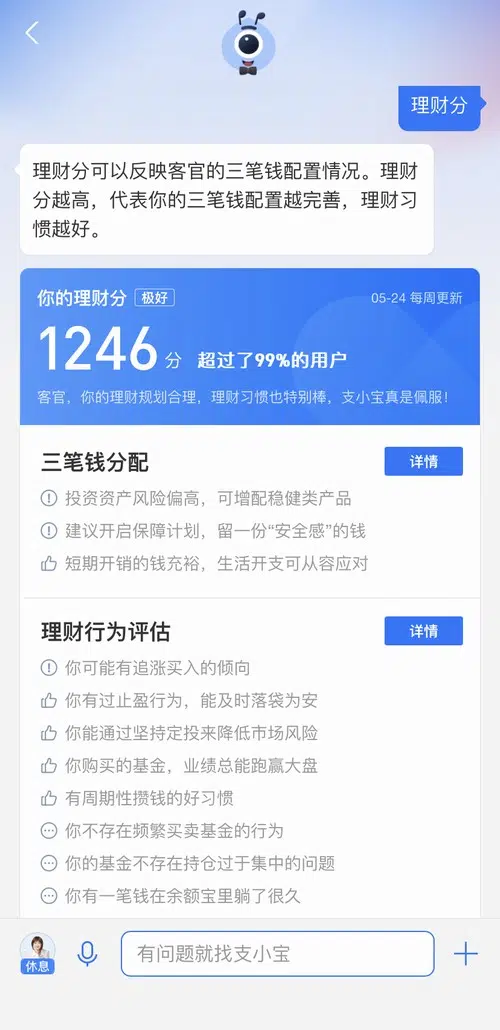 理财分
理财分可以反映客官的三笔钱配置情况。理财
分越高，代表你的三笔钱配置越完善，理财习
惯越好。
你的理财分 极好 05-24 每周更新
1246分 超过了99%的用户
客官，你的理财规划合理，理财习惯也特别棒，支小宝真是佩服！
三笔钱分配 详情
投资资产风险偏高，可增配稳健类产品
建议开启保障计划，留一份“安全感”的钱
短期开销的钱充裕，生活开支可从容应对
理财行为评估 详情
你可能有追涨买入的倾向
你有过止盈行为，能及时落袋为安
你能通过坚持定投来降低市场风险
你购买的基金，业绩总能跑赢大盘
有周期性攒钱的好习惯
你不存在频繁买卖基金的行为
你的基金不存在持仓过于集中的问题
你有一笔钱在余额宝里躺了很久
休息 有问题就找支小宝